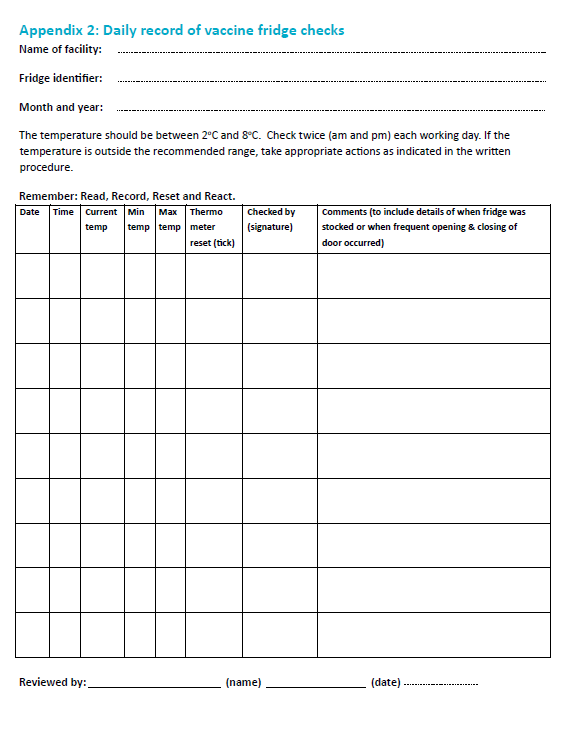 Appendix 2: Daily record of vaccine fridge checks
Name of facility:
Fridge identifier:
Month and year:
The temperature should be between 2°C and 8°C. Check twice (am and pm) each working day. If the
temperature is outside the recommended range, take appropriate actions as indicated in the written
procedure.
Remember: Read, Record, Reset and React.
Date Time Current temp Min temp Max temp Thermo meter reset (tick) Checked by (signature) Comments (to include details of when fridge was stocked or when frequent opening & closing of door occurred)
Reviewed by: (name) (date)